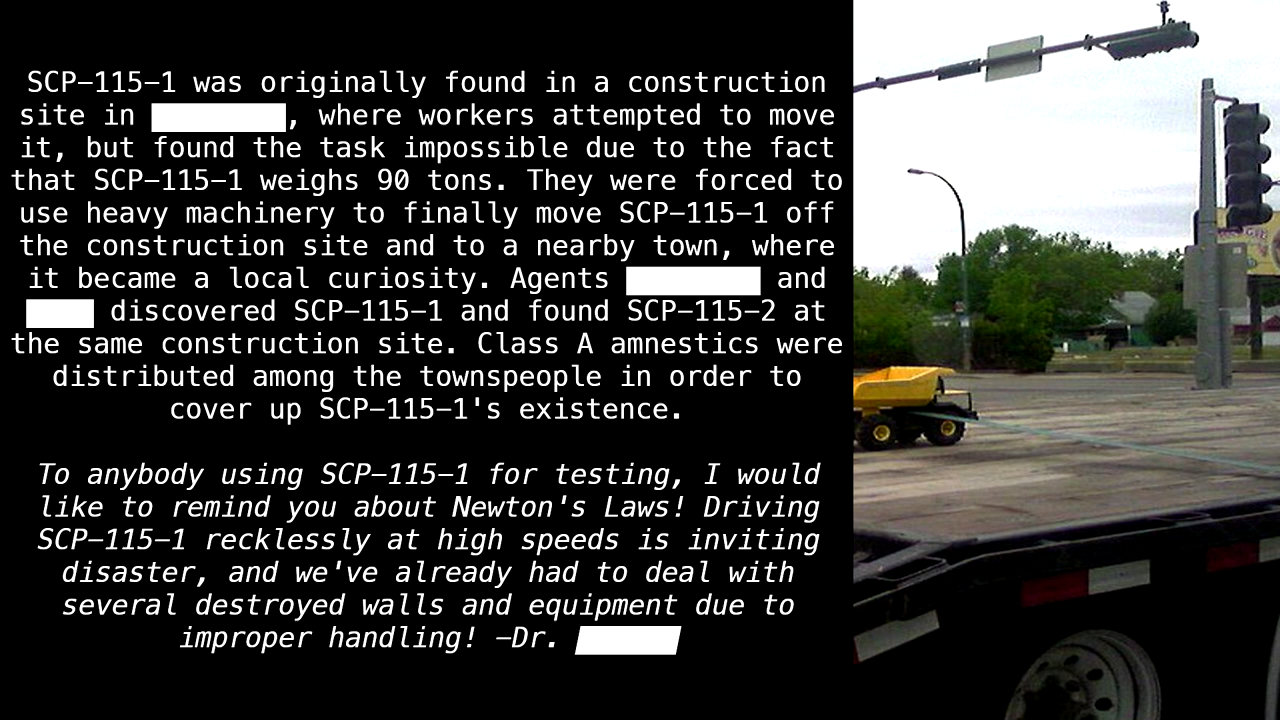 SCP–115–1 was originally found in a construction
site in , where workers attempted to move
it, but found the task impossible due to the fact
that SCP–115–1 weighs 90 tons. They were forced to
use heavy machinery to finally move SCP–115–1 off
the construction site and to a nearby town, where
it became a local curiosity. Agents and
discovered SCP–115–1 and found SCP–115–2 at
the same construction site. Class A amnestics were
distributed among the townspeople in order to
cover up SCP–115–1's existence.
To anybody using SCP–115–1 for testing, I would
like to remind you about Newton's Laws! Driving
SCP–115–1 recklessly at high speeds is inviting
disaster, and we've already had to deal with
several destroyed walls and equipment due to
improper handling! –Dr.